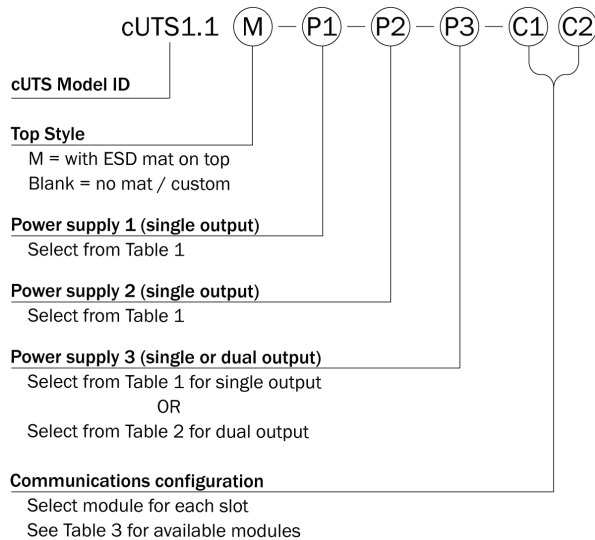 cUTS1.1 M - P1 - P2 - P3 - C1 C2
cUTS Model ID
Top Style
M = with ESD mat on top
Blank = no mat / custom
Power supply 1 (single output)
Select from Table 1
Power supply 2 (single output)
Select from Table 1
Power supply 3 (single or dual output)
Select from Table 1 for single output
OR
Select from Table 2 for dual output
Communications configuration
Select module for each slot
See Table 3 for available modules